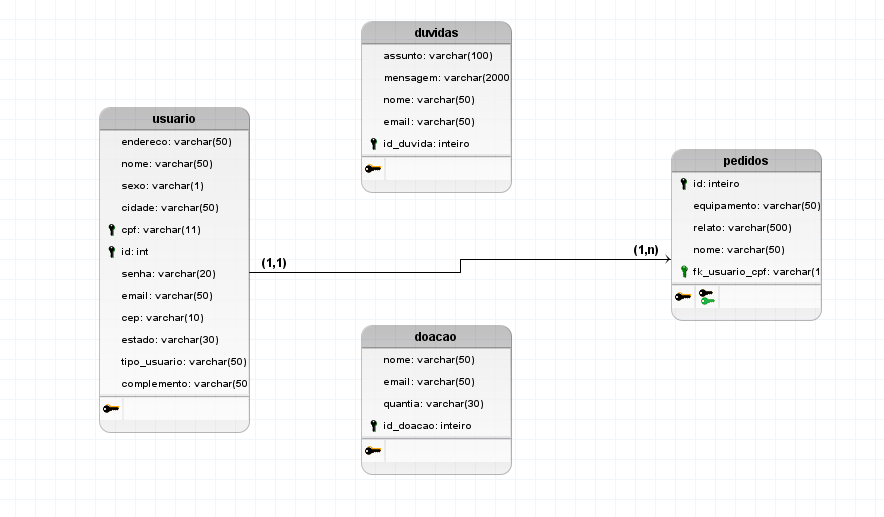 duvidas
assunto: varchar(100)
mensagem: varchar(2000
nome: varchar(50)
email: varchar(50)
id_duvida: inteiro
usuario
endereco: varchar(50)
nome: varchar(50)
sexo: varchar(1)
cidade: varchar(50)
cpf: varchar(11)
id: int
senha: varchar(20)
email: varchar(50)
cep: varchar(10)
estado: varchar(30)
tipo_usuario: varchar(50)
complemento: varchar(50
(1,1)
(1,n)
pedidos
id: inteiro
equipamento: varchar(50)
relato: varchar(500)
nome: varchar(50)
fk_usuario_cpf: varchar(1
doacao
nome: varchar(50)
email: varchar(50)
quantia: varchar(30)
id_doacao: inteiro